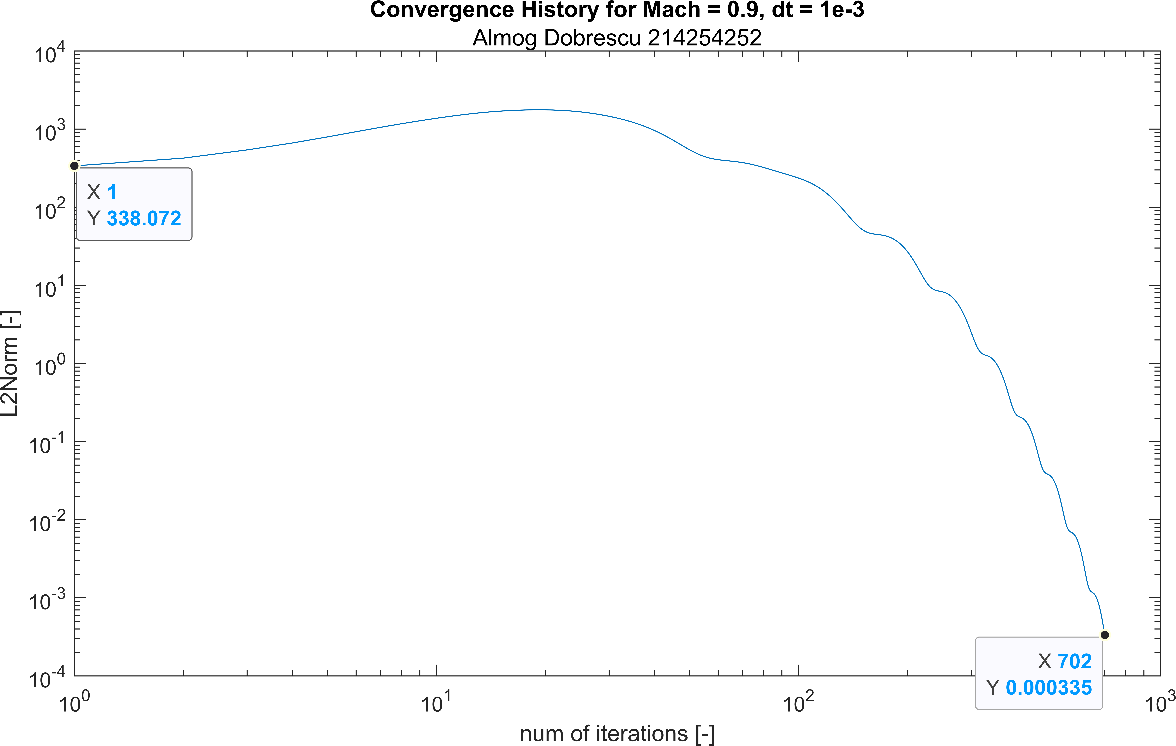 Convergence History for Mach = 0.9, dt = 1e-3
Almog Dobrescu 214254252
10^4
10^3
10^2
10^1
10^0
10^-1
10^-2
10^-3
10^-4
L2Norm [-]
X 1
Y 338.072
X 702
Y 0.000335
10^0 10^1 10^2 10^3
num of iterations [-]